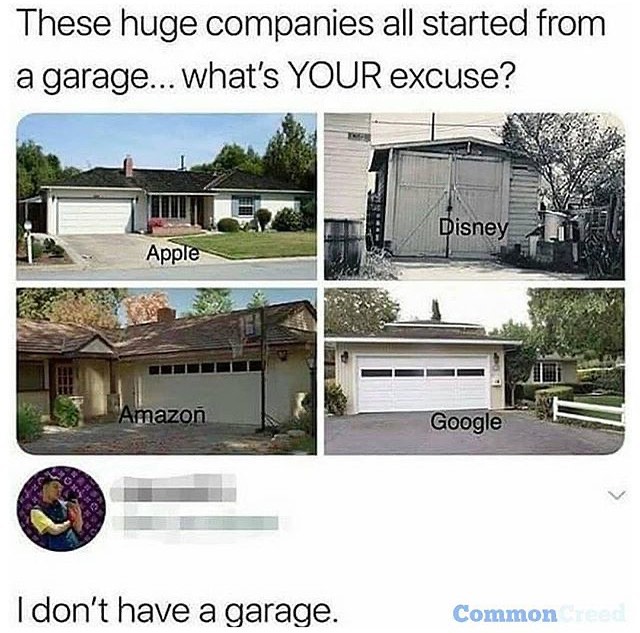 These huge companies all started from
a garage... what's YOUR excuse?
Apple
Disney
Amazon
Google
I don't have a garage.
CommonCreed